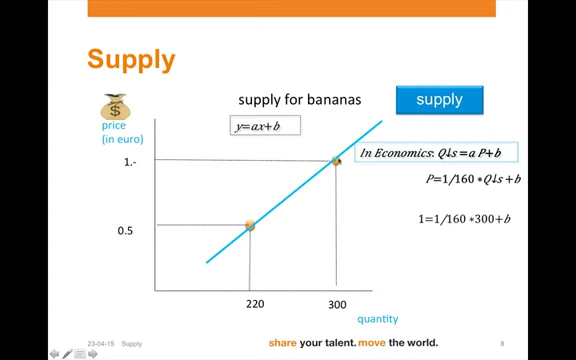 Supply
supply for bananas
supply
$
price
(in euro)
y=ax+b
In Economics: Q↓s =a P+b
1.-
P=1/160 *Q↓s +b
1=1/160 *300+b
0.5
220
300
quantity
23-04-15 Supply
share your talent. move the world.
8